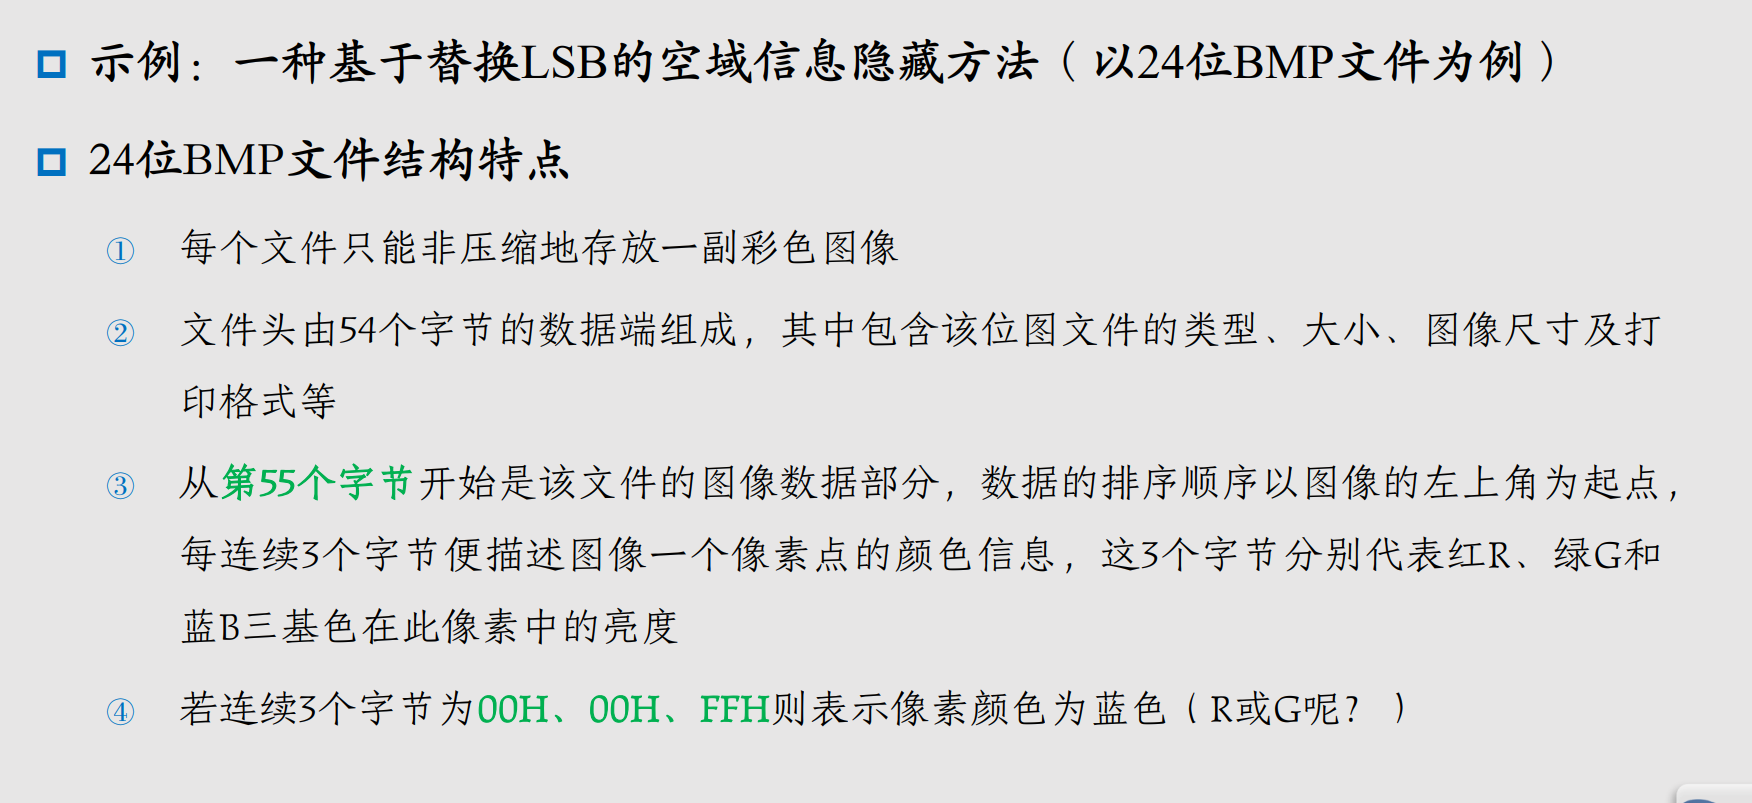 示例：一种基于替换LSB的空域信息隐藏方法（以24位BMP文件为例）
24位BMP文件结构特点
① 每个文件只能非压缩地存放一副彩色图像
② 文件头由54个字节的数据端组成，其中包含该位图文件的类型、大小、图像尺寸及打
印格式等
③ 从第55个字节开始是该文件的图像数据部分，数据的排序顺序以图像的左上角为起点，
每连续3个字节便描述图像一个像素点的颜色信息，这3个字节分别代表红R、绿G和
蓝B三基色在此像素中的亮度
④ 若连续3个字节为00H、00H、FFH则表示像素颜色为蓝色（R或G呢？）